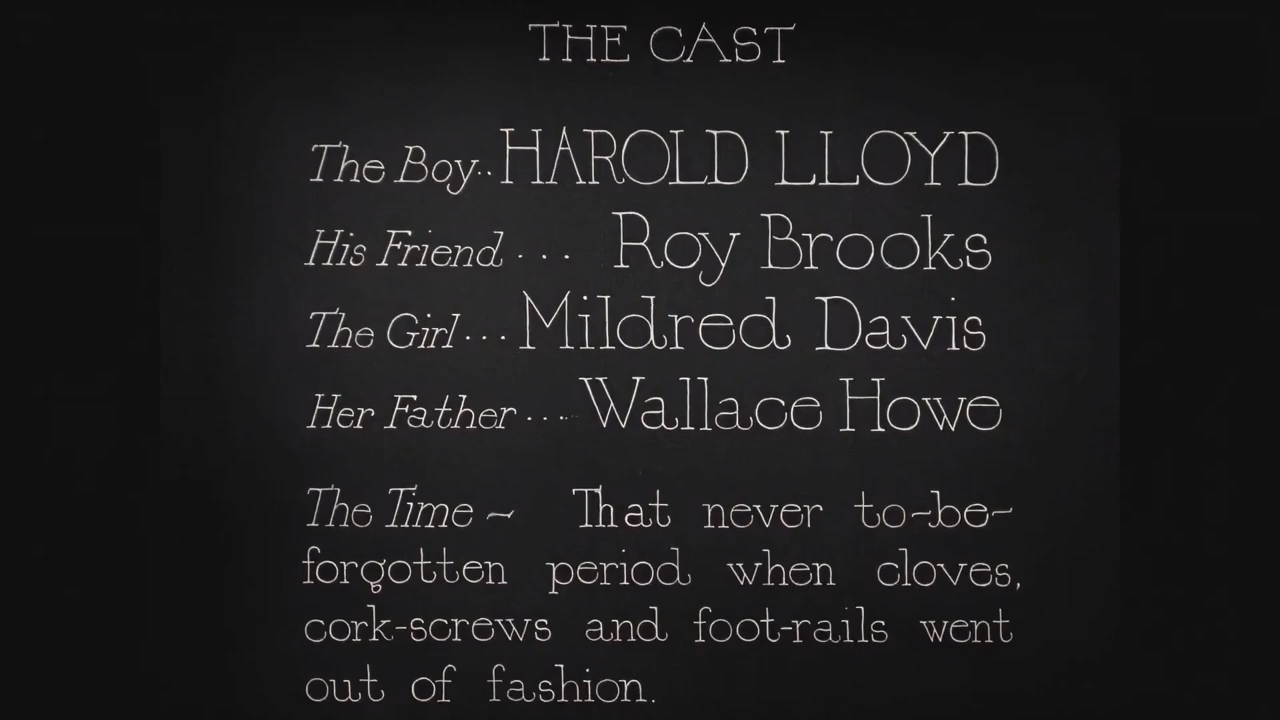 THE CAST
The Boy.. HAROLD LLOYD
His Friend ... Roy Brooks
The Girl ... Mildred Davis
Her Father .... Wallace Howe
The Time ~ That never to-be-
forgotten period when cloves,
cork-screws and foot-rails went
out of fashion.